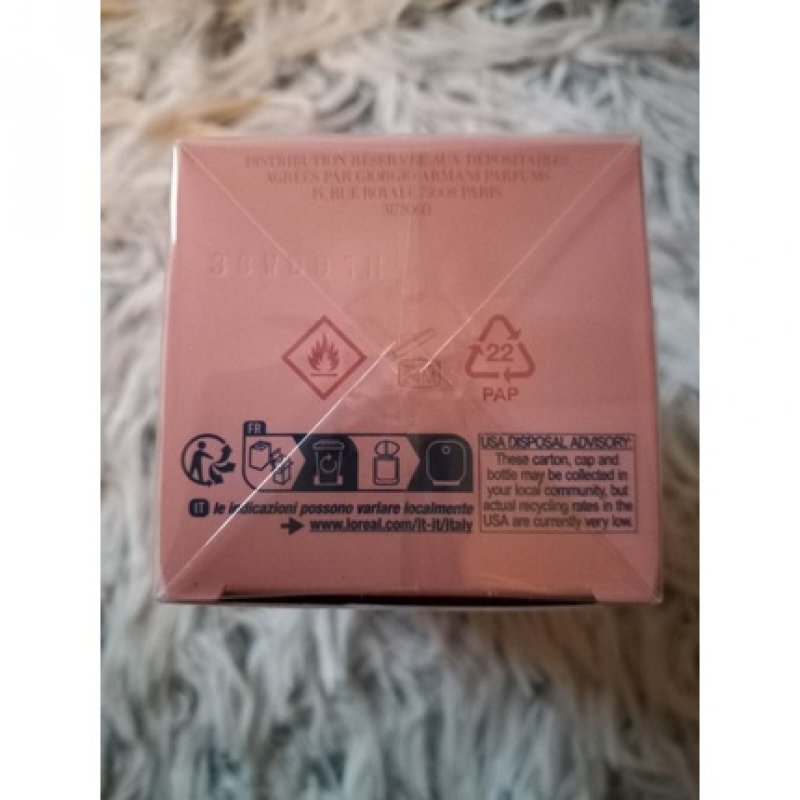 DISTRIBUTION RÉSERVÉE AUX DÉPOSITAIRES
AGRÉÉS PAR GIORGIO ARMANI PARFUMS
14, RUE ROYALE 75008 PARIS
24M
22
PAP
FR
IT le indicazioni possono variare localmente
www.loreal.com/it-it/italy
USA DISPOSAL ADVISORY:
These carton, cap and
bottle may be collected in
your local community, but
actual recycling rates in the
USA are currently very low.